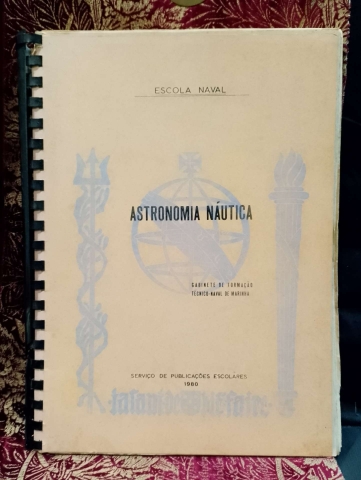 ESCOLA NAVAL
ASTRONOMIA NÁUTICA
GABINETE DE FORMAÇÃO
TÉCNICO-NAVAL DE MARINHA
SERVIÇO DE PUBLICAÇÕES ESCOLARES
1980